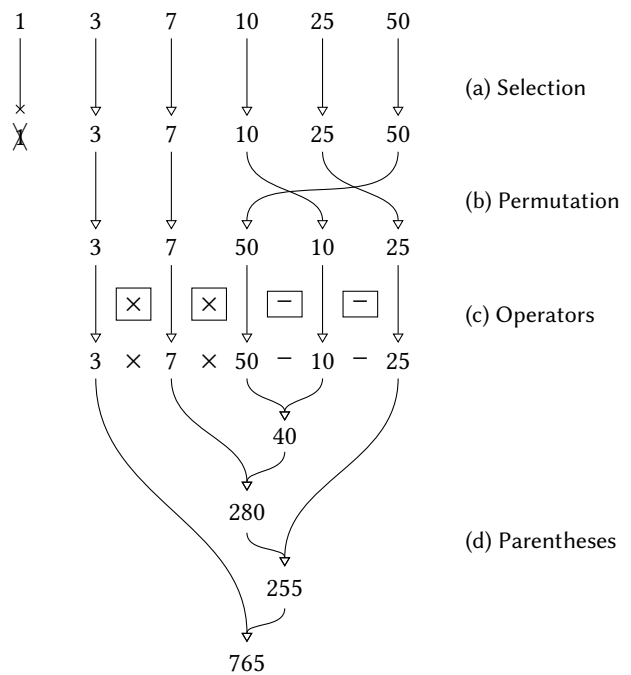 1 3 7 10 25 50
(a) Selection
1 3 7 10 25 50
(b) Permutation
3 7 50 10 25
× × − −
(c) Operators
3 × 7 × 50 − 10 − 25
40
280
(d) Parentheses
255
765